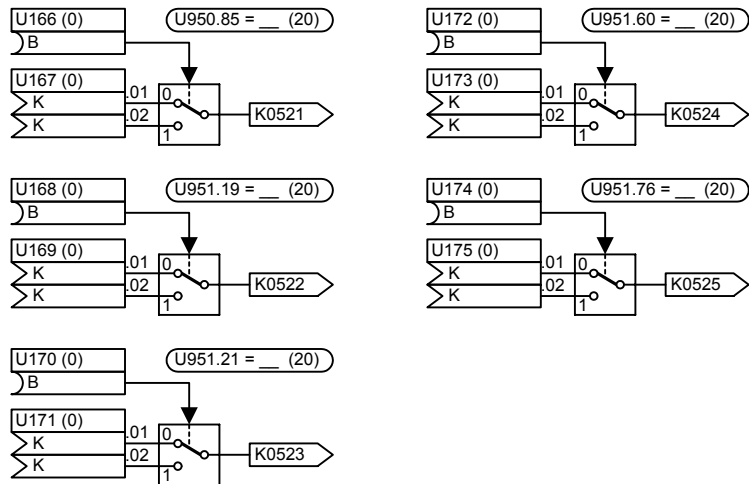 U166 (0)
U950.85 = __ (20)
B
U167 (0)
K
.01
0
K
.02
1
K0521
U168 (0)
U951.19 = __ (20)
B
U169 (0)
K
.01
0
K
.02
1
K0522
U170 (0)
U951.21 = __ (20)
B
U171 (0)
K
.01
0
K
.02
1
K0523
U172 (0)
U951.60 = __ (20)
B
U173 (0)
K
.01
0
K
.02
1
K0524
U174 (0)
U951.76 = __ (20)
B
U175 (0)
K
.01
0
K
.02
1
K0525